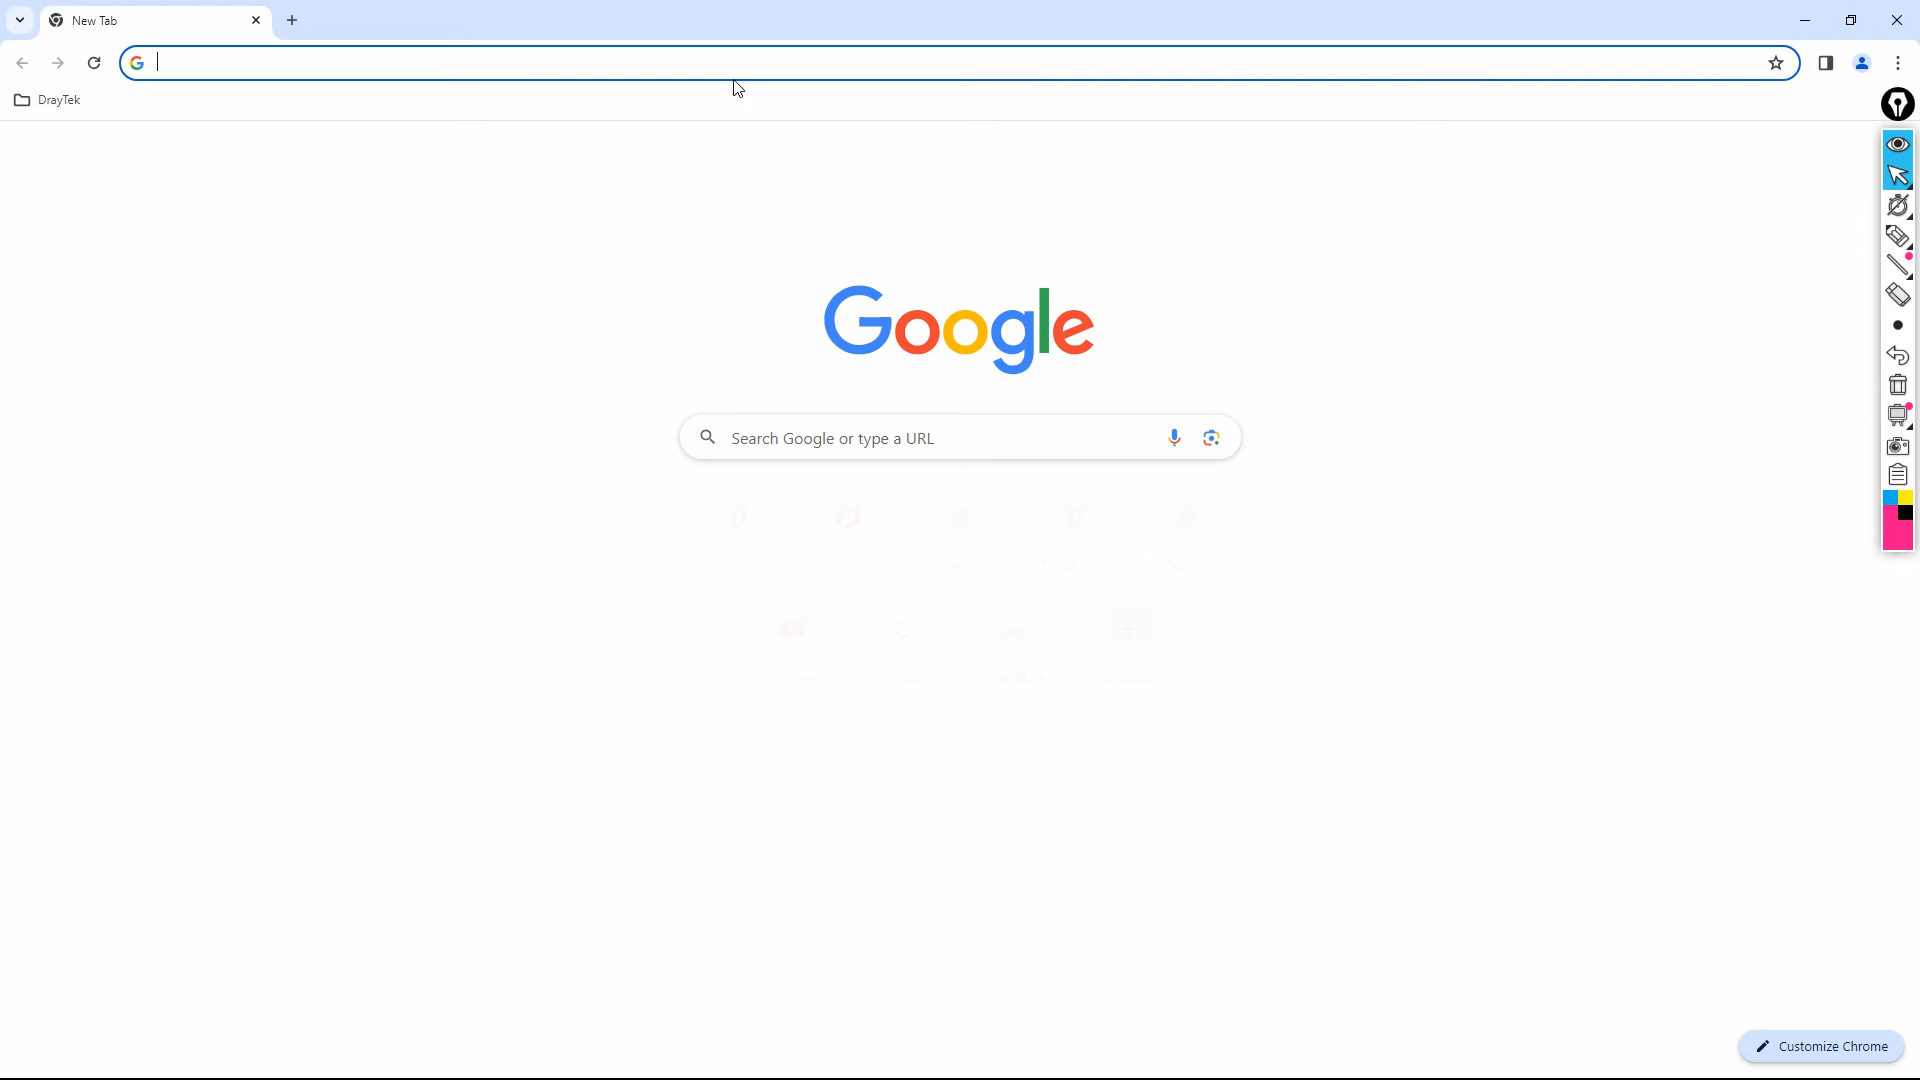 New Tab
DrayTek
Google
Search Google or type a URL
Customize Chrome